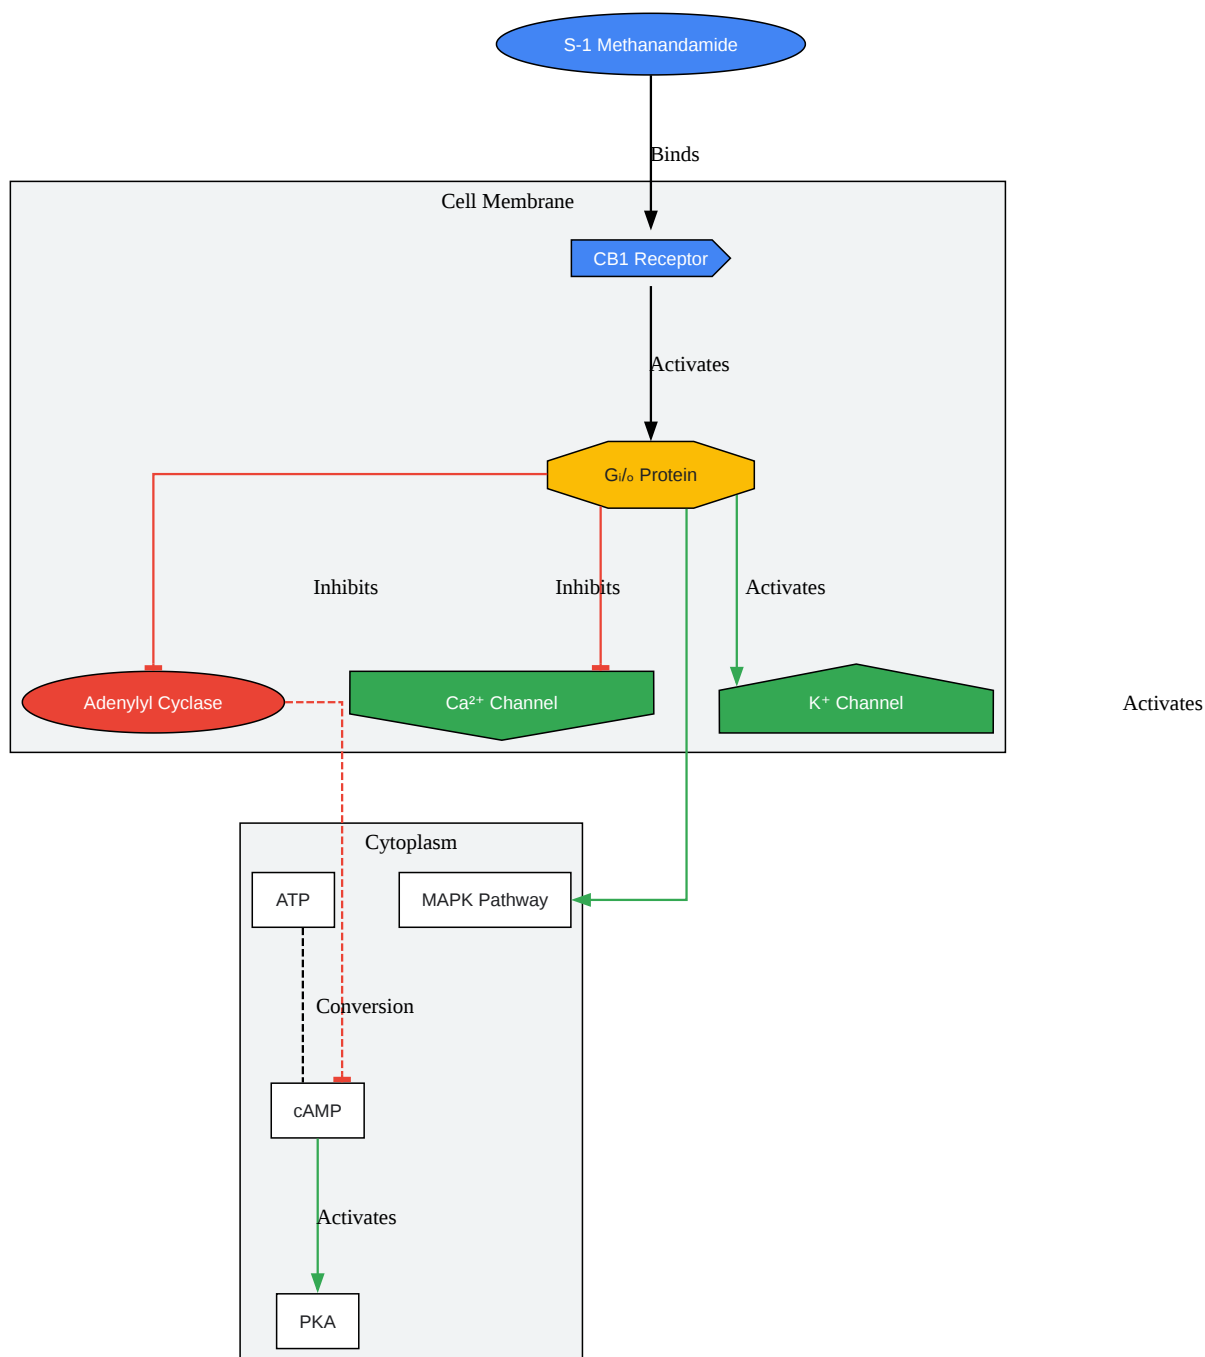 S-1 Methanandamide
Binds
Cell Membrane
CB1 Receptor
Activates
Gᵢ/ₒ Protein
Inhibits
Inhibits
Activates
Adenylyl Cyclase
Ca²⁺ Channel
K⁺ Channel
Activates
Cytoplasm
ATP
MAPK Pathway
Conversion
cAMP
Activates
PKA